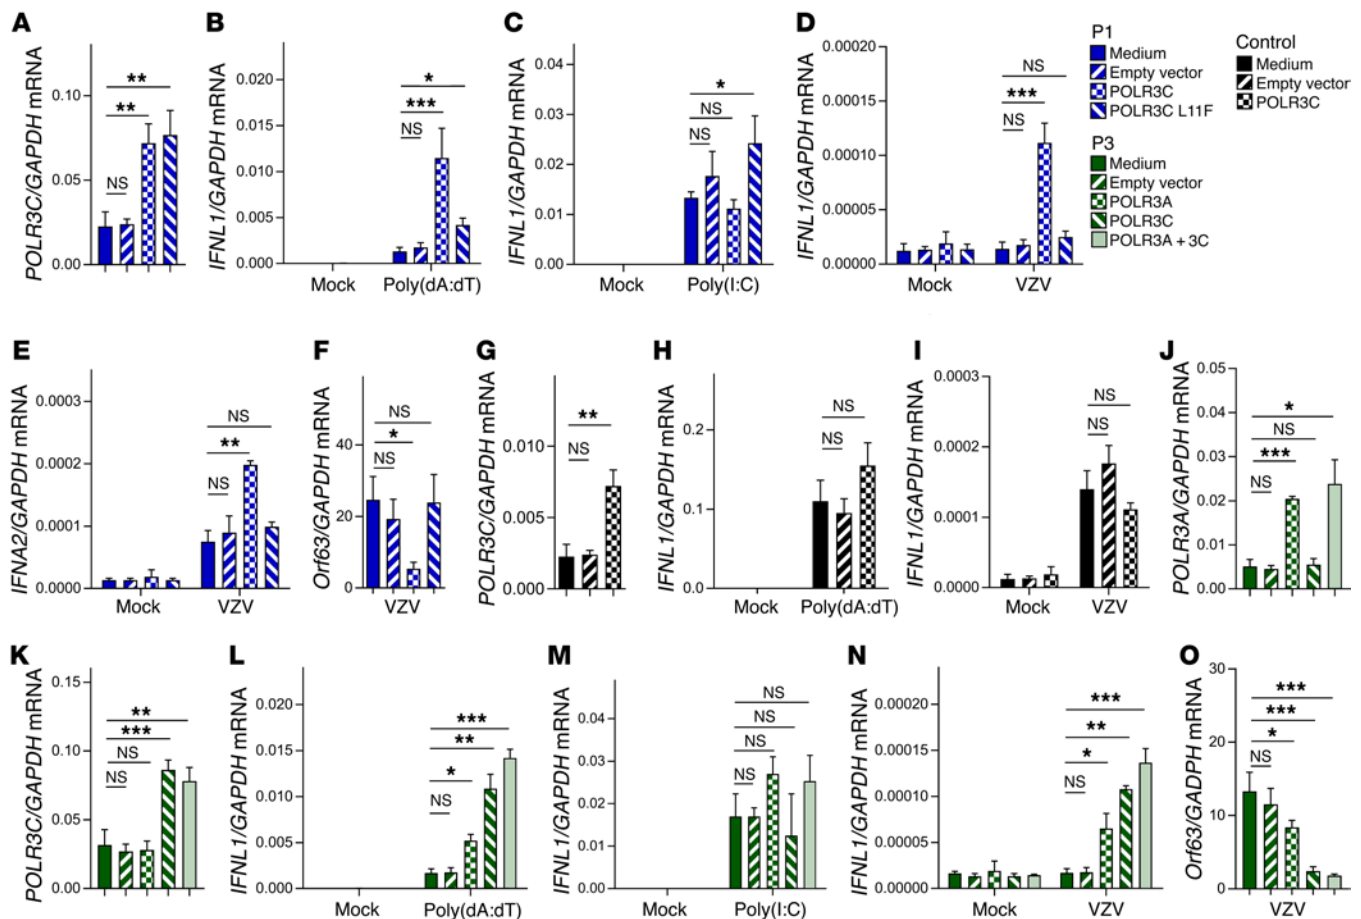 A
POLR3C/GAPDH mRNA
0.10
0.05
0.00
NS
**
**
B
IFNL1/GAPDH mRNA
0.020
0.015
0.010
0.005
0.000
NS
***
*
Mock
Poly(dA:dT)
C
IFNL1/GAPDH mRNA
0.04
0.03
0.01
0.00
NS
NS
*
Mock
Poly(I:C)
D
IFNL1/GAPDH mRNA
0.00020
0.00015
0.00010
0.00005
0.00000
NS
***
NS
Mock
VZV
P1
Medium
Empty vector
POLR3C
POLR3C L11F
P3
Medium
Empty vector
POLR3A
POLR3C
POLR3A + 3C
Control
Medium
Empty vector
POLR3C
E
IFNA2/GAPDH mRNA
0.0003
0.0002
0.0001
0.0000
NS
**
NS
Mock
VZV
F
Orf63/GAPDH mRNA
40
20
0
NS
*
NS
VZV
G
POLR3C/GAPDH mRNA
0.010
0.005
0.000
NS
**
H
IFNL1/GAPDH mRNA
0.2
0.1
0.0
NS
NS
Mock
Poly(dA:dT)
I
IFNL1/GAPDH mRNA
0.0003
0.0002
0.0001
0.0000
NS
NS
Mock
VZV
J
POLR3A/GAPDH mRNA
0.05
0.04
0.03
0.02
0.01
0.00
NS
***
NS
*
K
POLR3C/GAPDH mRNA
0.15
0.10
0.05
0.00
NS
NS
***
**
L
IFNL1/GAPDH mRNA
0.020
0.015
0.010
0.005
0.000
NS
*
**
***
Mock
Poly(dA:dT)
M
IFNL1/GAPDH mRNA
0.04
0.03
0.02
0.01
0.00
NS
NS
NS
NS
Mock
Poly(I:C)
N
IFNL1/GAPDH mRNA
0.00020
0.00015
0.00010
0.00005
0.00000
NS
*
**
***
Mock
VZV
O
Orf63/GADPH mRNA
30
20
10
0
NS
*
***
***
VZV